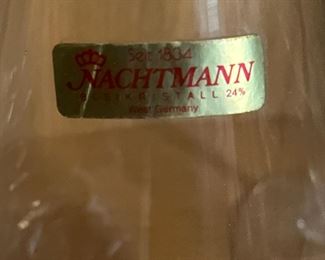 Seit 1834
NACHTMANN
BLEIKRISTALL 24%
West Germany